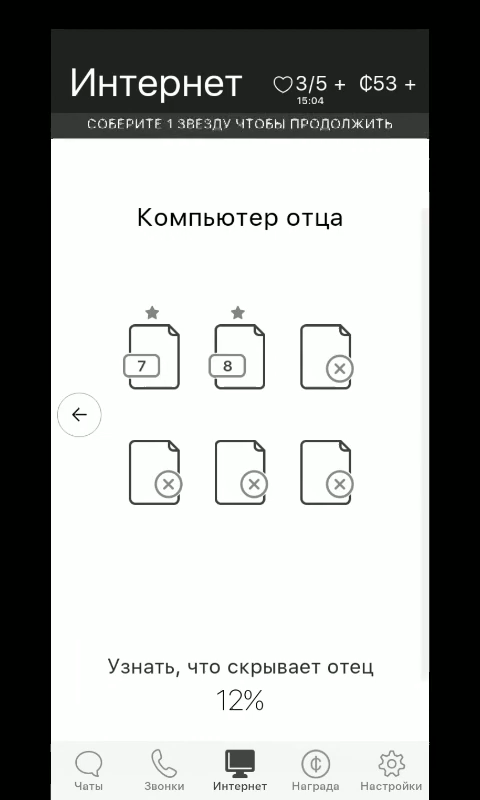 Интернет 3/5 + ₵53 +
15:04
СОБЕРИТЕ 1 ЗВЕЗДУ ЧТОБЫ ПРОДОЛЖИТЬ
Компьютер отца
7 8
Узнать, что скрывает отец
12%
Чаты Звонки Интернет Награда Настройки